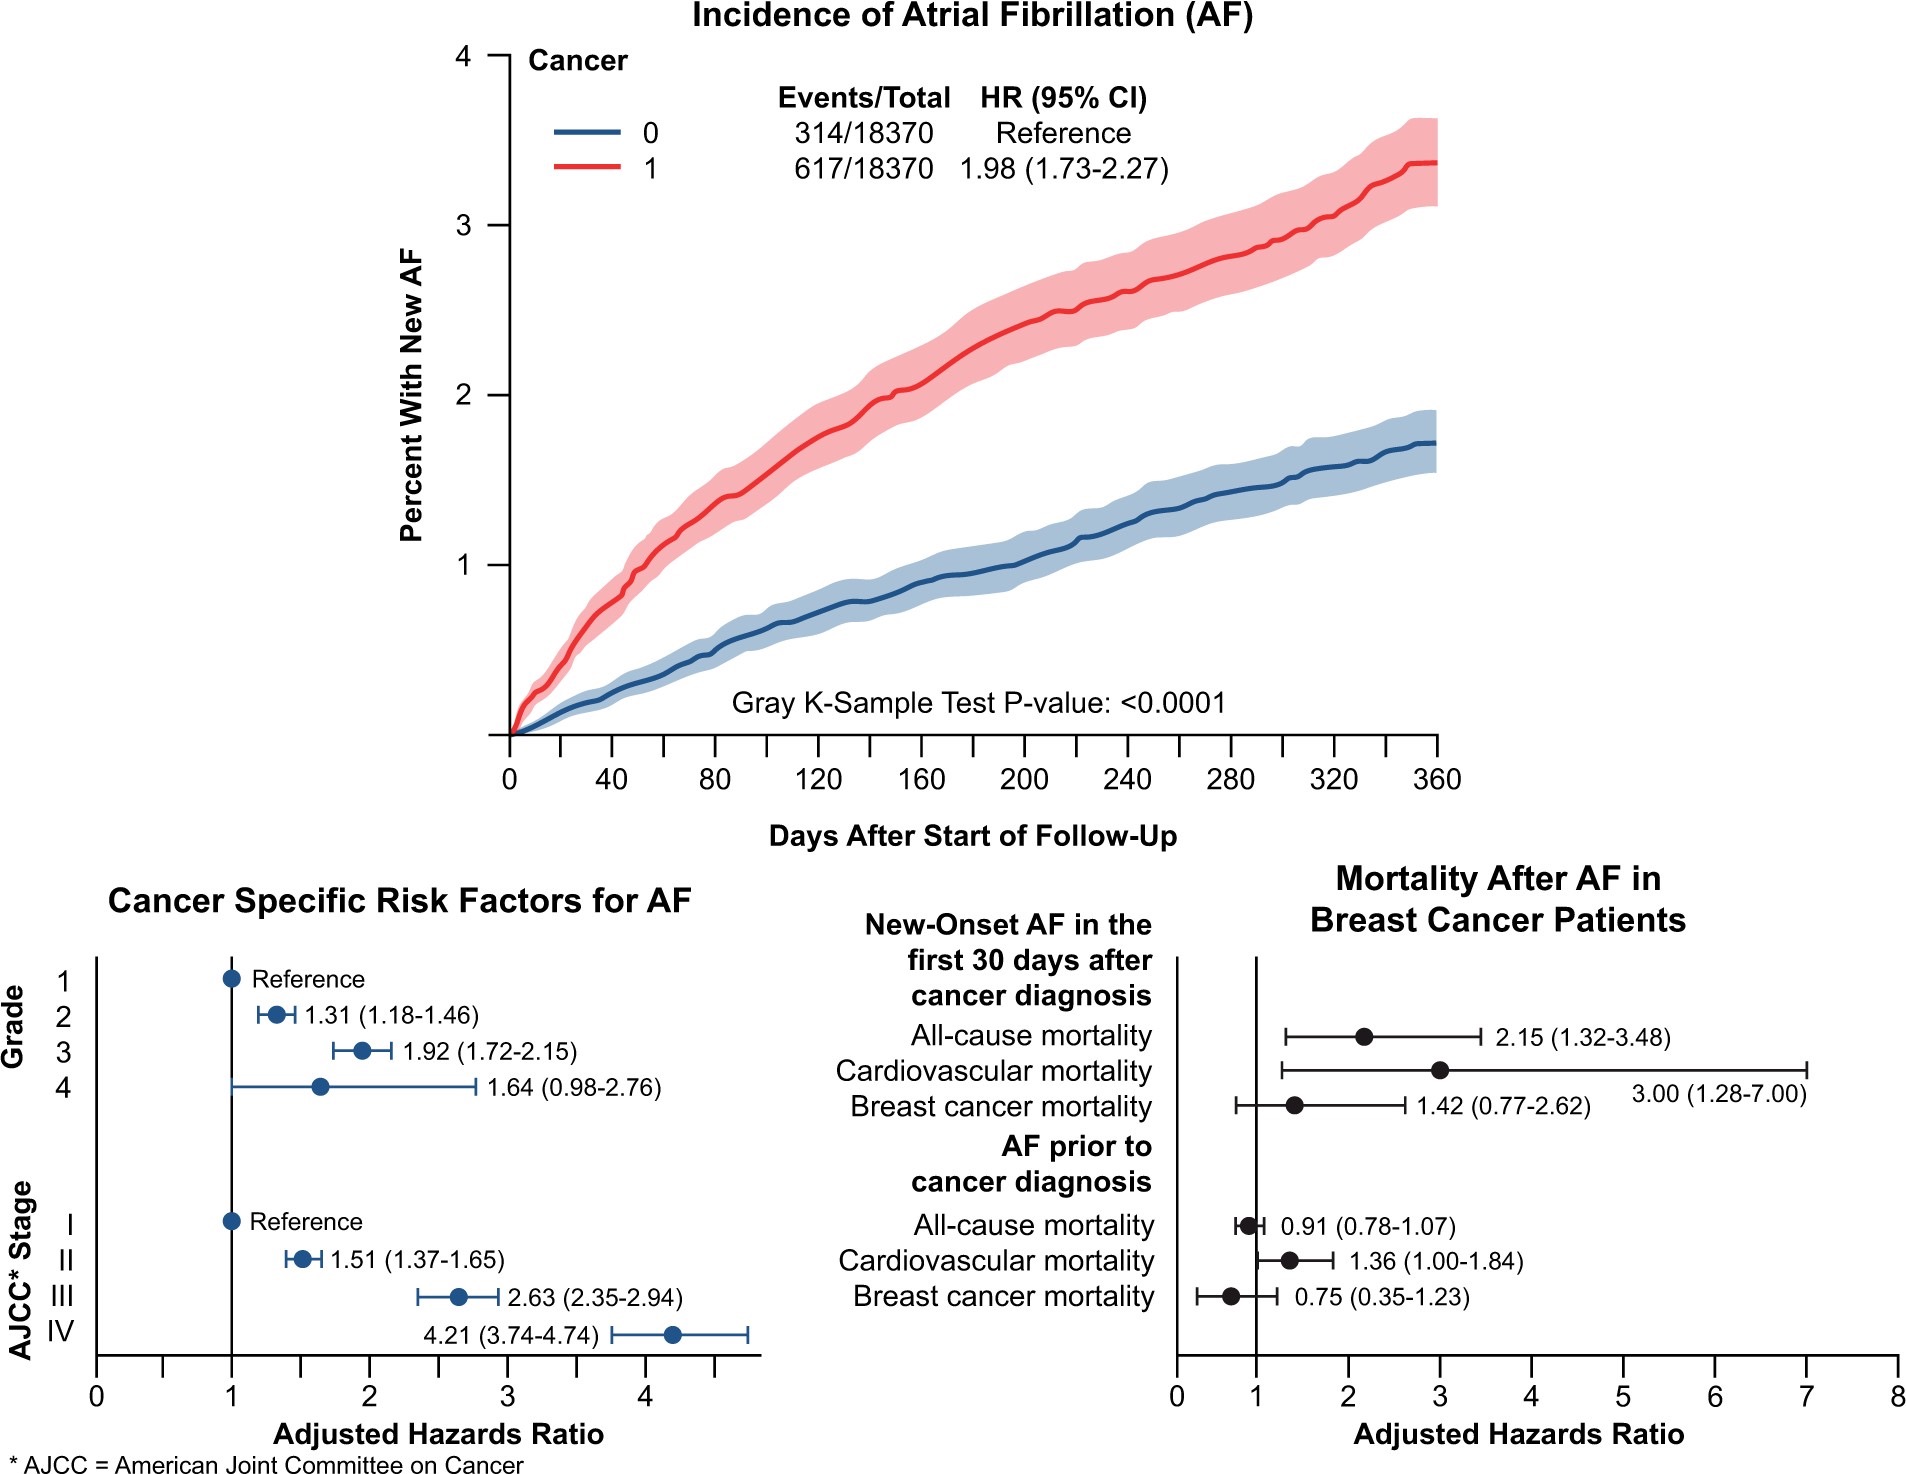 Incidence of Atrial Fibrillation (AF)
Cancer
Events/Total HR (95% CI)
0 314/18370 Reference
1 617/18370 1.98 (1.73-2.27)
Percent With New AF
4
3
2
1
Gray K-Sample Test P-value: <0.0001
0 40 80 120 160 200 240 280 320 360
Days After Start of Follow-Up
Cancer Specific Risk Factors for AF
Grade
1 Reference
2 1.31 (1.18-1.46)
3 1.92 (1.72-2.15)
4 1.64 (0.98-2.76)
AJCC* Stage
I Reference
II 1.51 (1.37-1.65)
III 2.63 (2.35-2.94)
IV 4.21 (3.74-4.74)
0 1 2 3 4
Adjusted Hazards Ratio
* AJCC = American Joint Committee on Cancer
Mortality After AF in
Breast Cancer Patients
New-Onset AF in the
first 30 days after
cancer diagnosis
All-cause mortality 2.15 (1.32-3.48)
Cardiovascular mortality 3.00 (1.28-7.00)
Breast cancer mortality 1.42 (0.77-2.62)
AF prior to
cancer diagnosis
All-cause mortality 0.91 (0.78-1.07)
Cardiovascular mortality 1.36 (1.00-1.84)
Breast cancer mortality 0.75 (0.35-1.23)
0 1 2 3 4 5 6 7 8
Adjusted Hazards Ratio